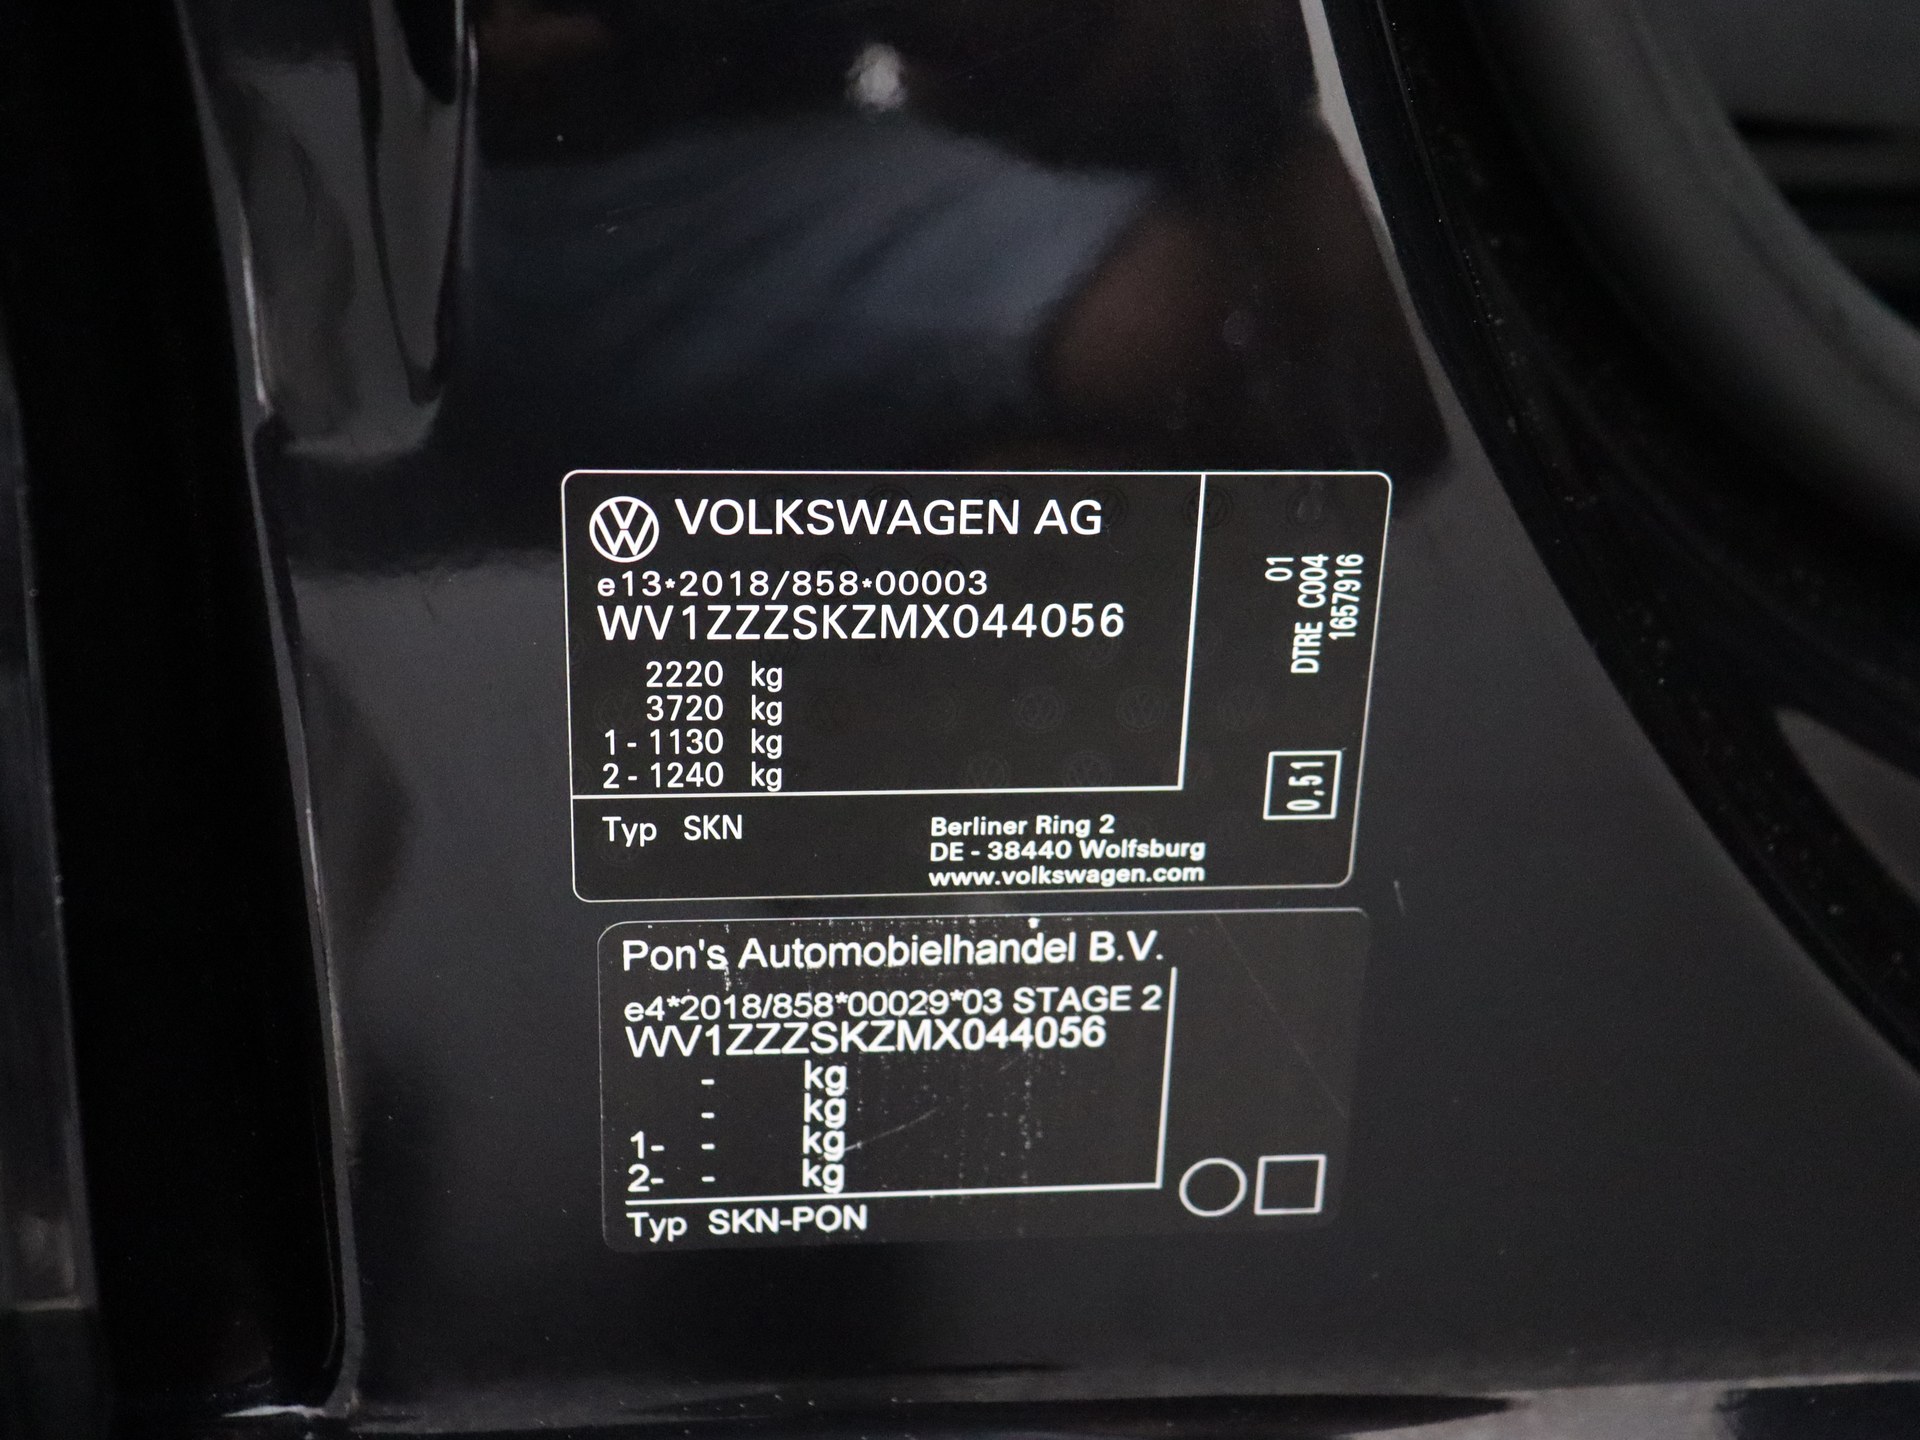 VOLKSWAGEN AG
e13*2018/858*00003
WV1ZZZSKZMX044056
2220 kg
3720 kg
1 - 1130 kg
2 - 1240 kg
Typ SKN
Berliner Ring 2
DE - 38440 Wolfsburg
www.volkswagen.com
01
DTRE C004
1657916
0,51
Pon's Automobielhandel B.V.
e4*2018/858*00029*03 STAGE 2
WV1ZZZSKZMX044056
- kg
- kg
1- - kg
2- - kg
Typ SKN-PON